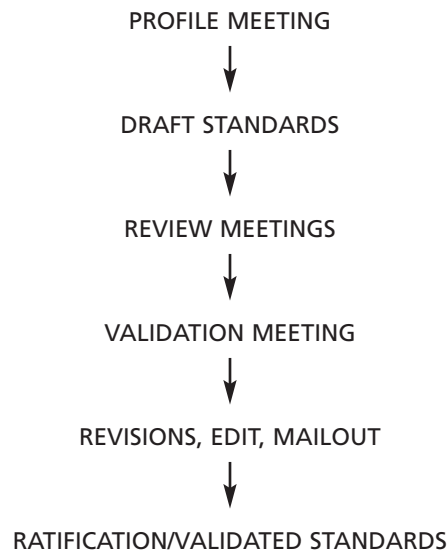 PROFILE MEETING
DRAFT STANDARDS
REVIEW MEETINGS
VALIDATION MEETING
REVISIONS, EDIT, MAILOUT
RATIFICATION/VALIDATED STANDARDS